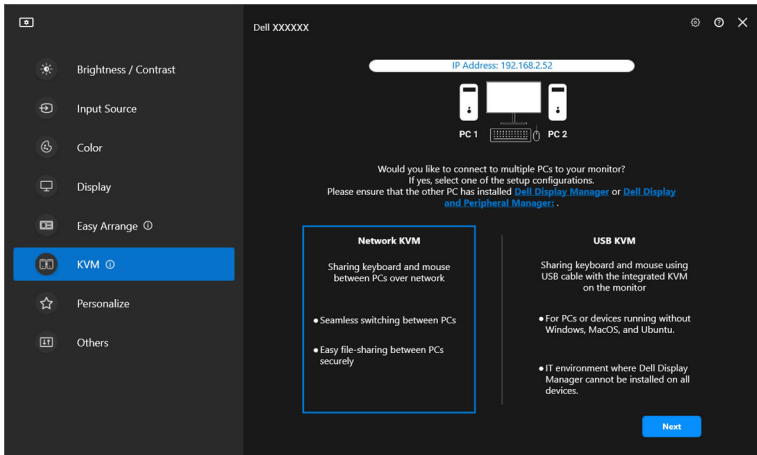 Dell XXXXXX
Brightness / Contrast
Input Source
Color
Display
Easy Arrange
KVM
Personalize
Others
IP Address: 192.168.2.52
PC 1
PC 2
Would you like to connect to multiple PCs to your monitor?
If yes, select one of the setup configurations.
Please ensure that the other PC has installed Dell Display Manager or Dell Display
and Peripheral Manager: .
Network KVM
Sharing keyboard and mouse
between PCs over network
● Seamless switching between PCs
● Easy file-sharing between PCs
securely
USB KVM
Sharing keyboard and mouse using
USB cable with the integrated KVM
on the monitor
● For PCs or devices running without
Windows, MacOS, and Ubuntu.
● IT environment where Dell Display
Manager cannot be installed on all
devices.
Next